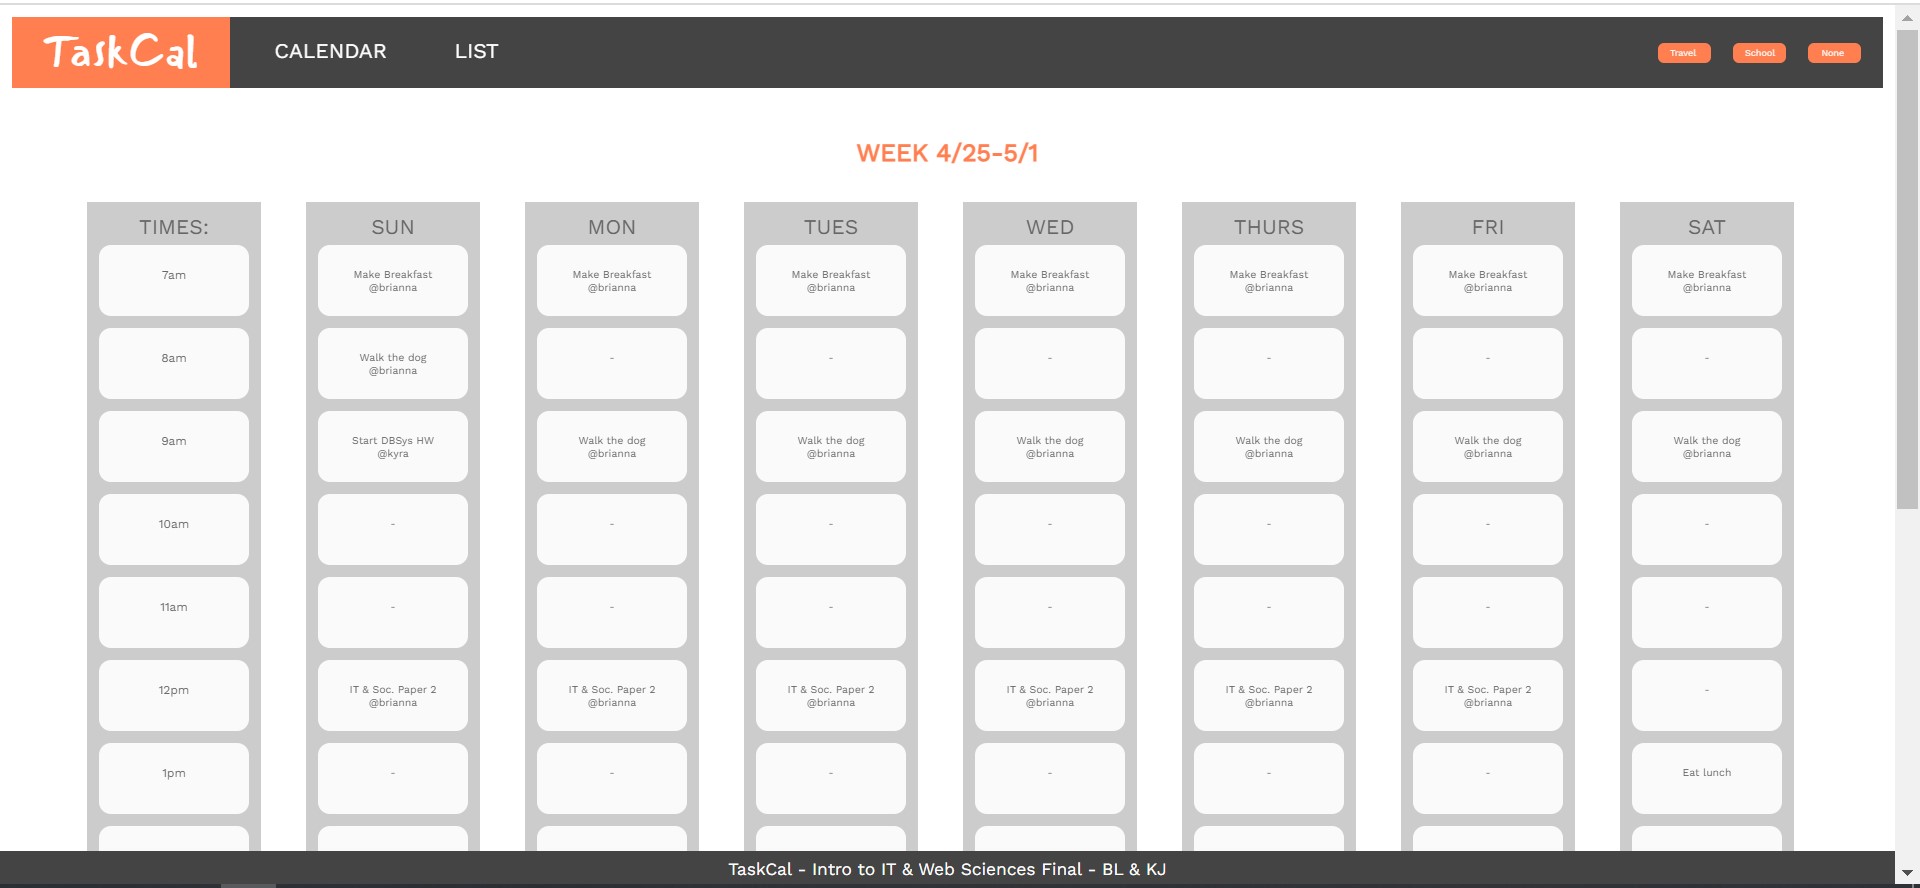 TaskCal
CALENDAR LIST Travel School None
WEEK 4/25-5/1
TIMES: SUN MON TUES WED THURS FRI SAT
7am Make Breakfast Make Breakfast Make Breakfast Make Breakfast Make Breakfast Make Breakfast Make Breakfast
@brianna @brianna @brianna @brianna @brianna @brianna @brianna
8am Walk the dog - - - - - -
@brianna
9am Start DBSys HW Walk the dog Walk the dog Walk the dog Walk the dog Walk the dog Walk the dog
@kyra @brianna @brianna @brianna @brianna @brianna @brianna
10am - - - - - - -
11am - - - - - - -
12pm IT & Soc. Paper 2 IT & Soc. Paper 2 IT & Soc. Paper 2 IT & Soc. Paper 2 IT & Soc. Paper 2 IT & Soc. Paper 2 -
@brianna @brianna @brianna @brianna @brianna @brianna
1pm - - - - - - Eat lunch
TaskCal - Intro to IT & Web Sciences Final - BL & KJ